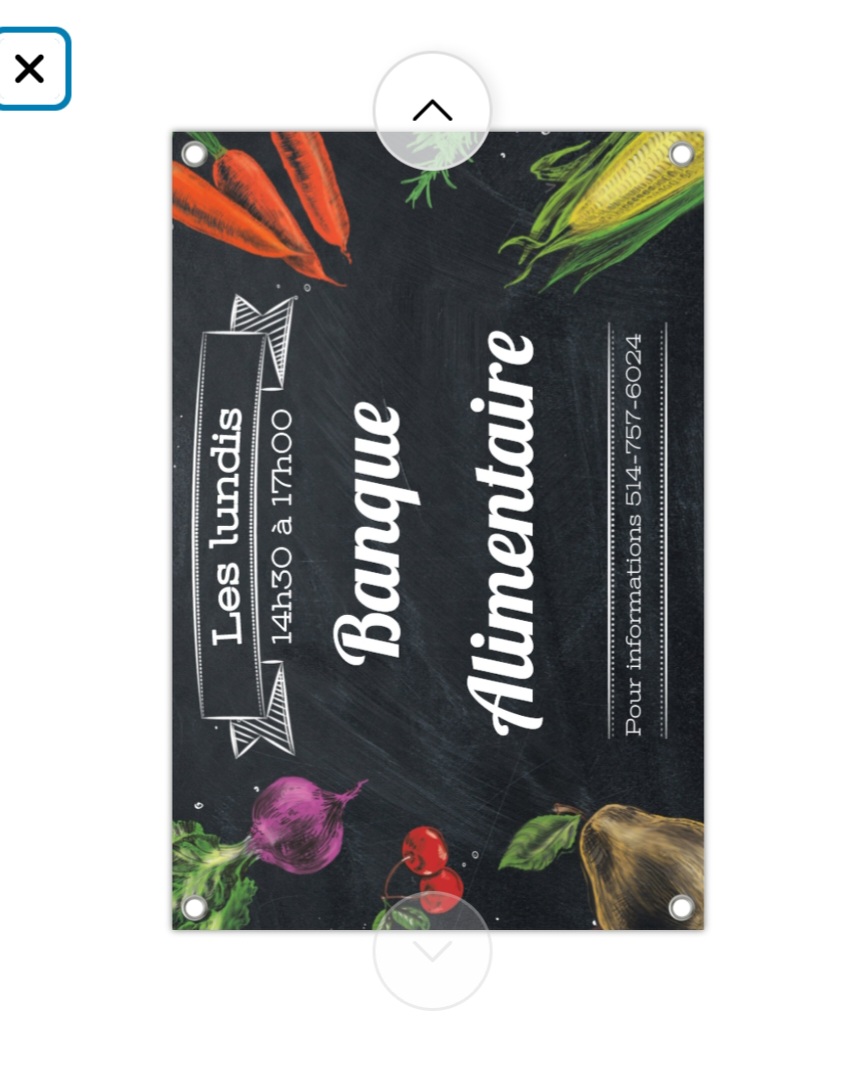 Les lundis
14h30 à 17h00
Banque
Alimentaire
Pour informations 514-757-6024